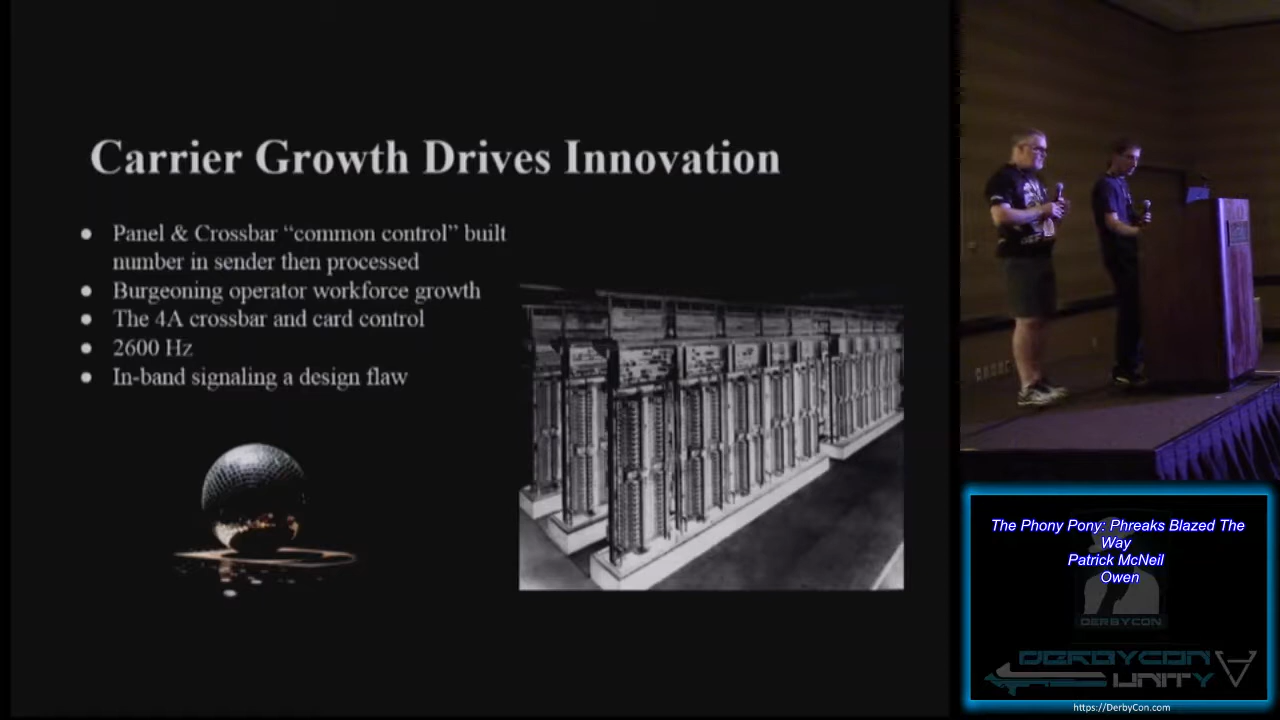 Carrier Growth Drives Innovation
● Panel & Crossbar “common control” built
number in sender then processed
● Burgeoning operator workforce growth
● The 4A crossbar and card control
● 2600 Hz
● In-band signaling a design flaw
The Phony Pony: Phreaks Blazed The
Way
Patrick McNeil
Owen
DERBYCON
DERBYCON
UNITY
https://DerbyCon.com